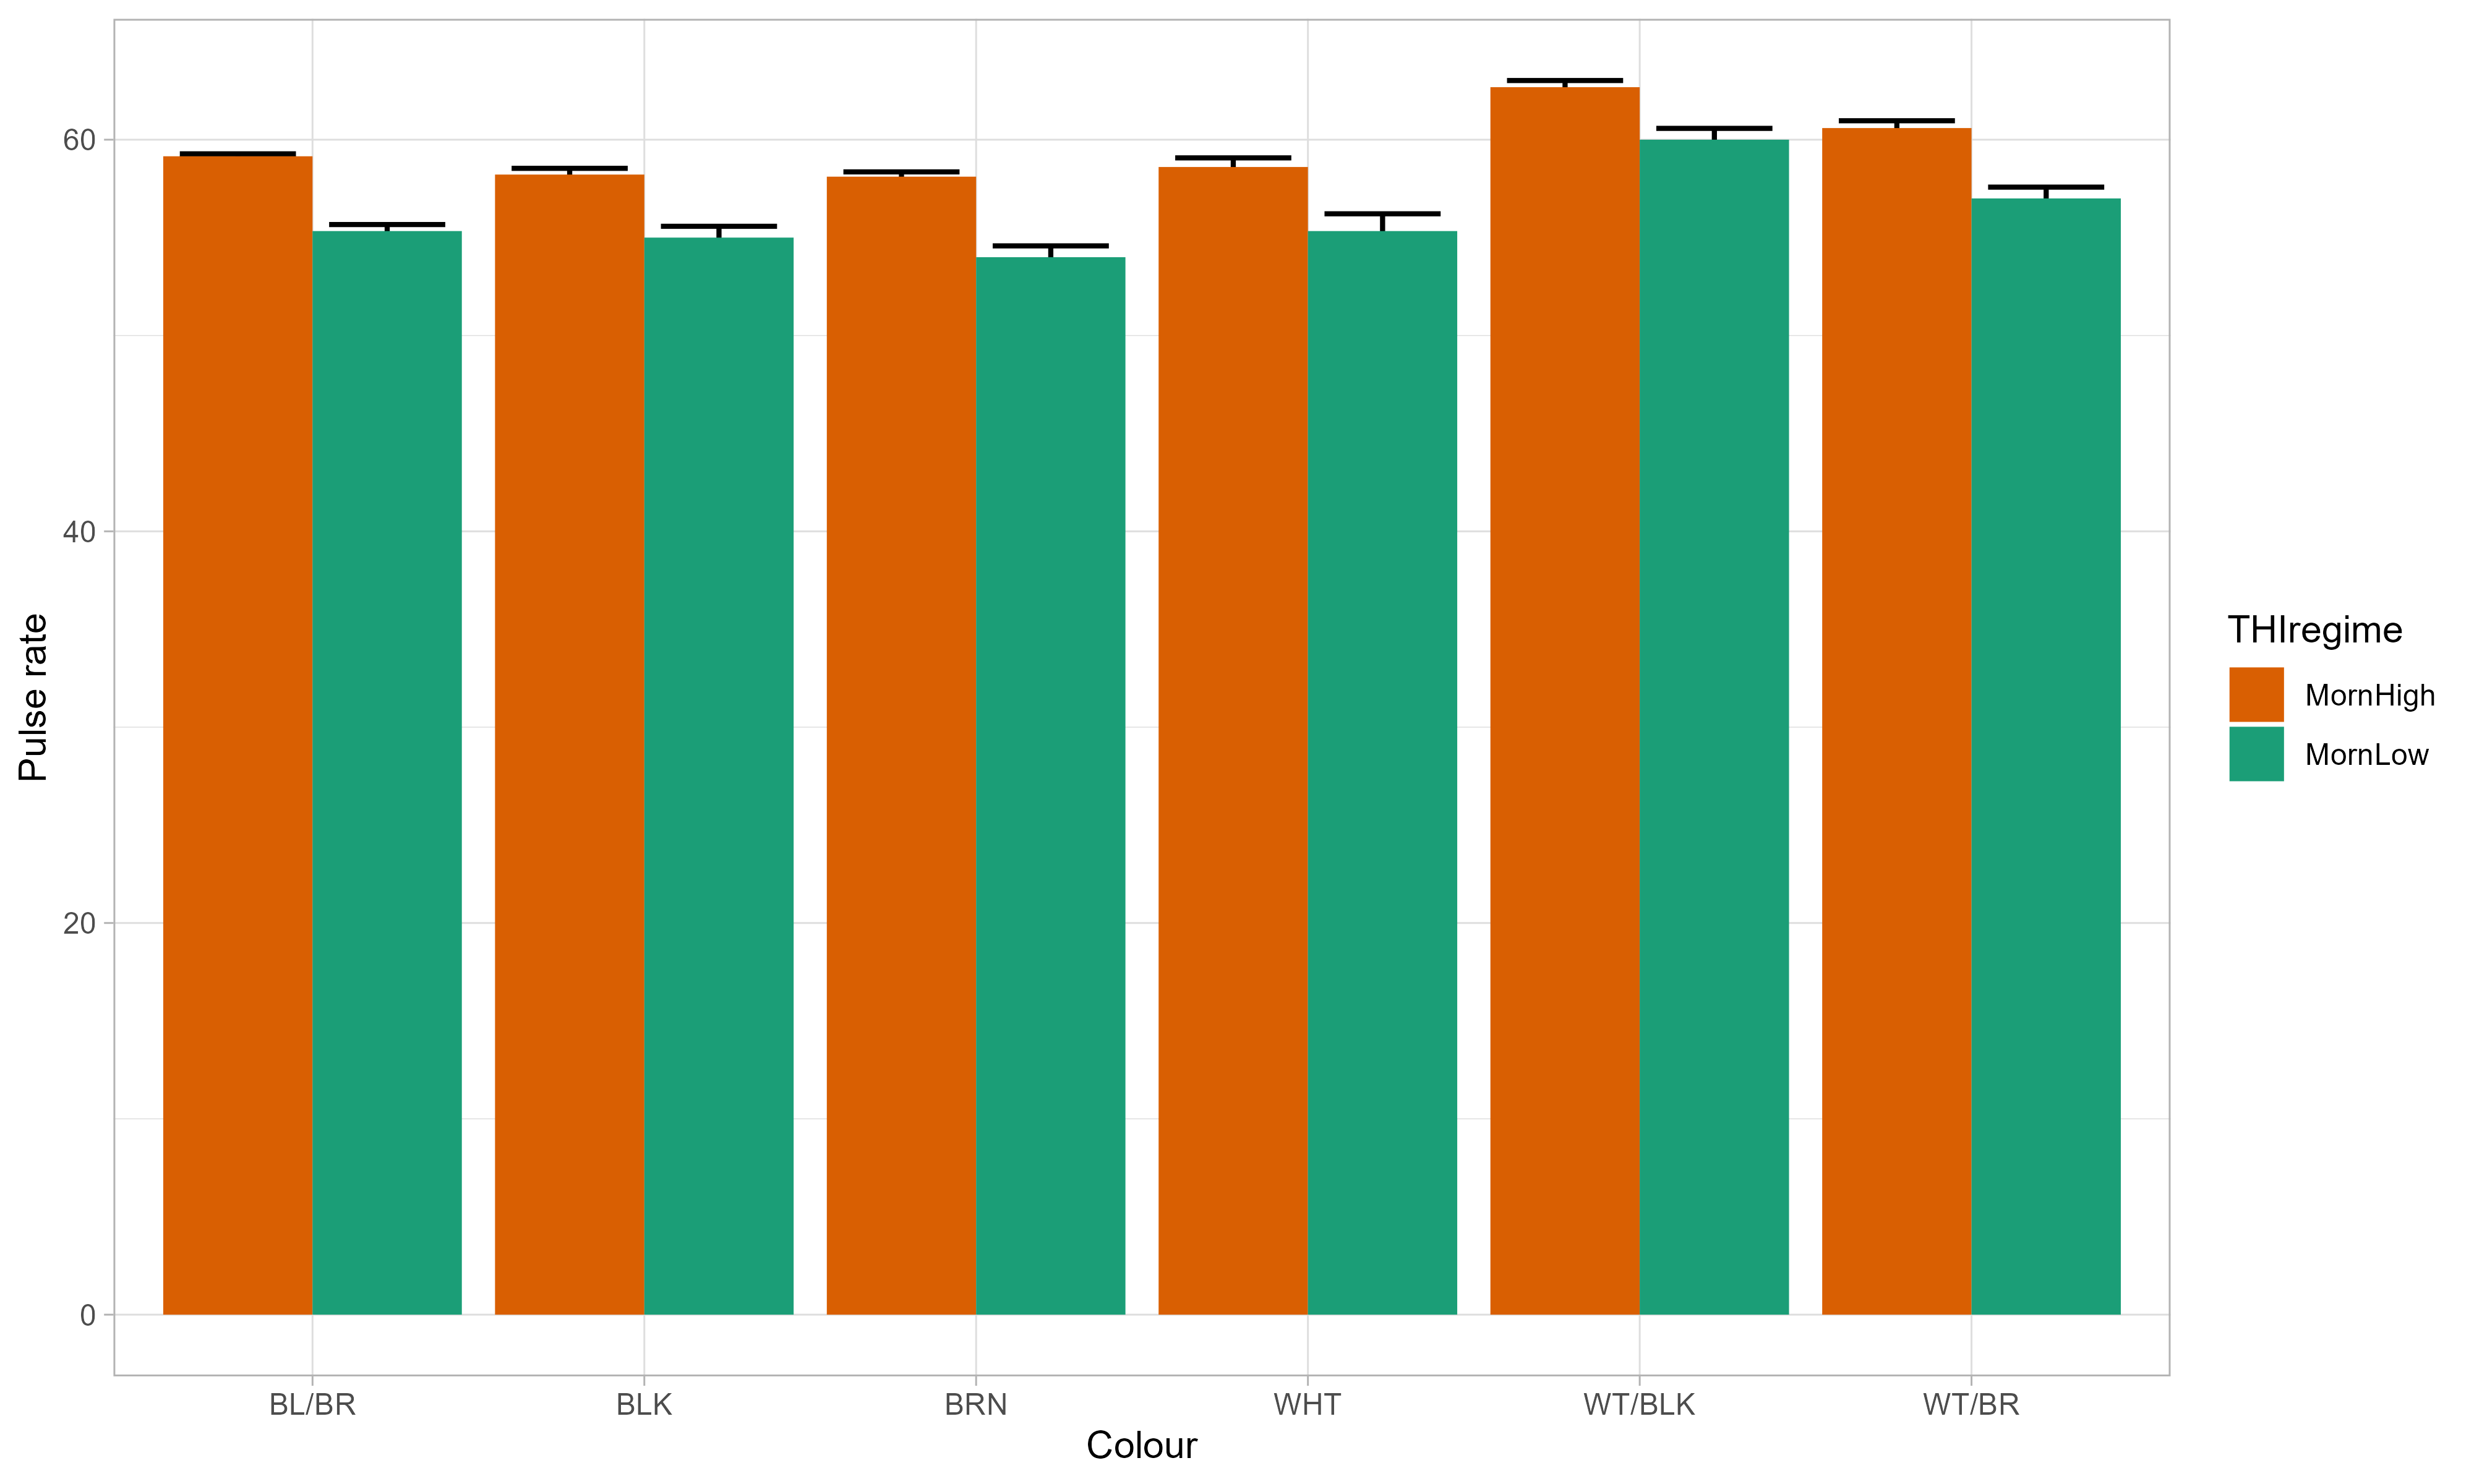 60
40
20
0
Pulse rate
BL/BR BLK BRN WHT WT/BLK WT/BR
Colour
THIregime
MornHigh
MornLow